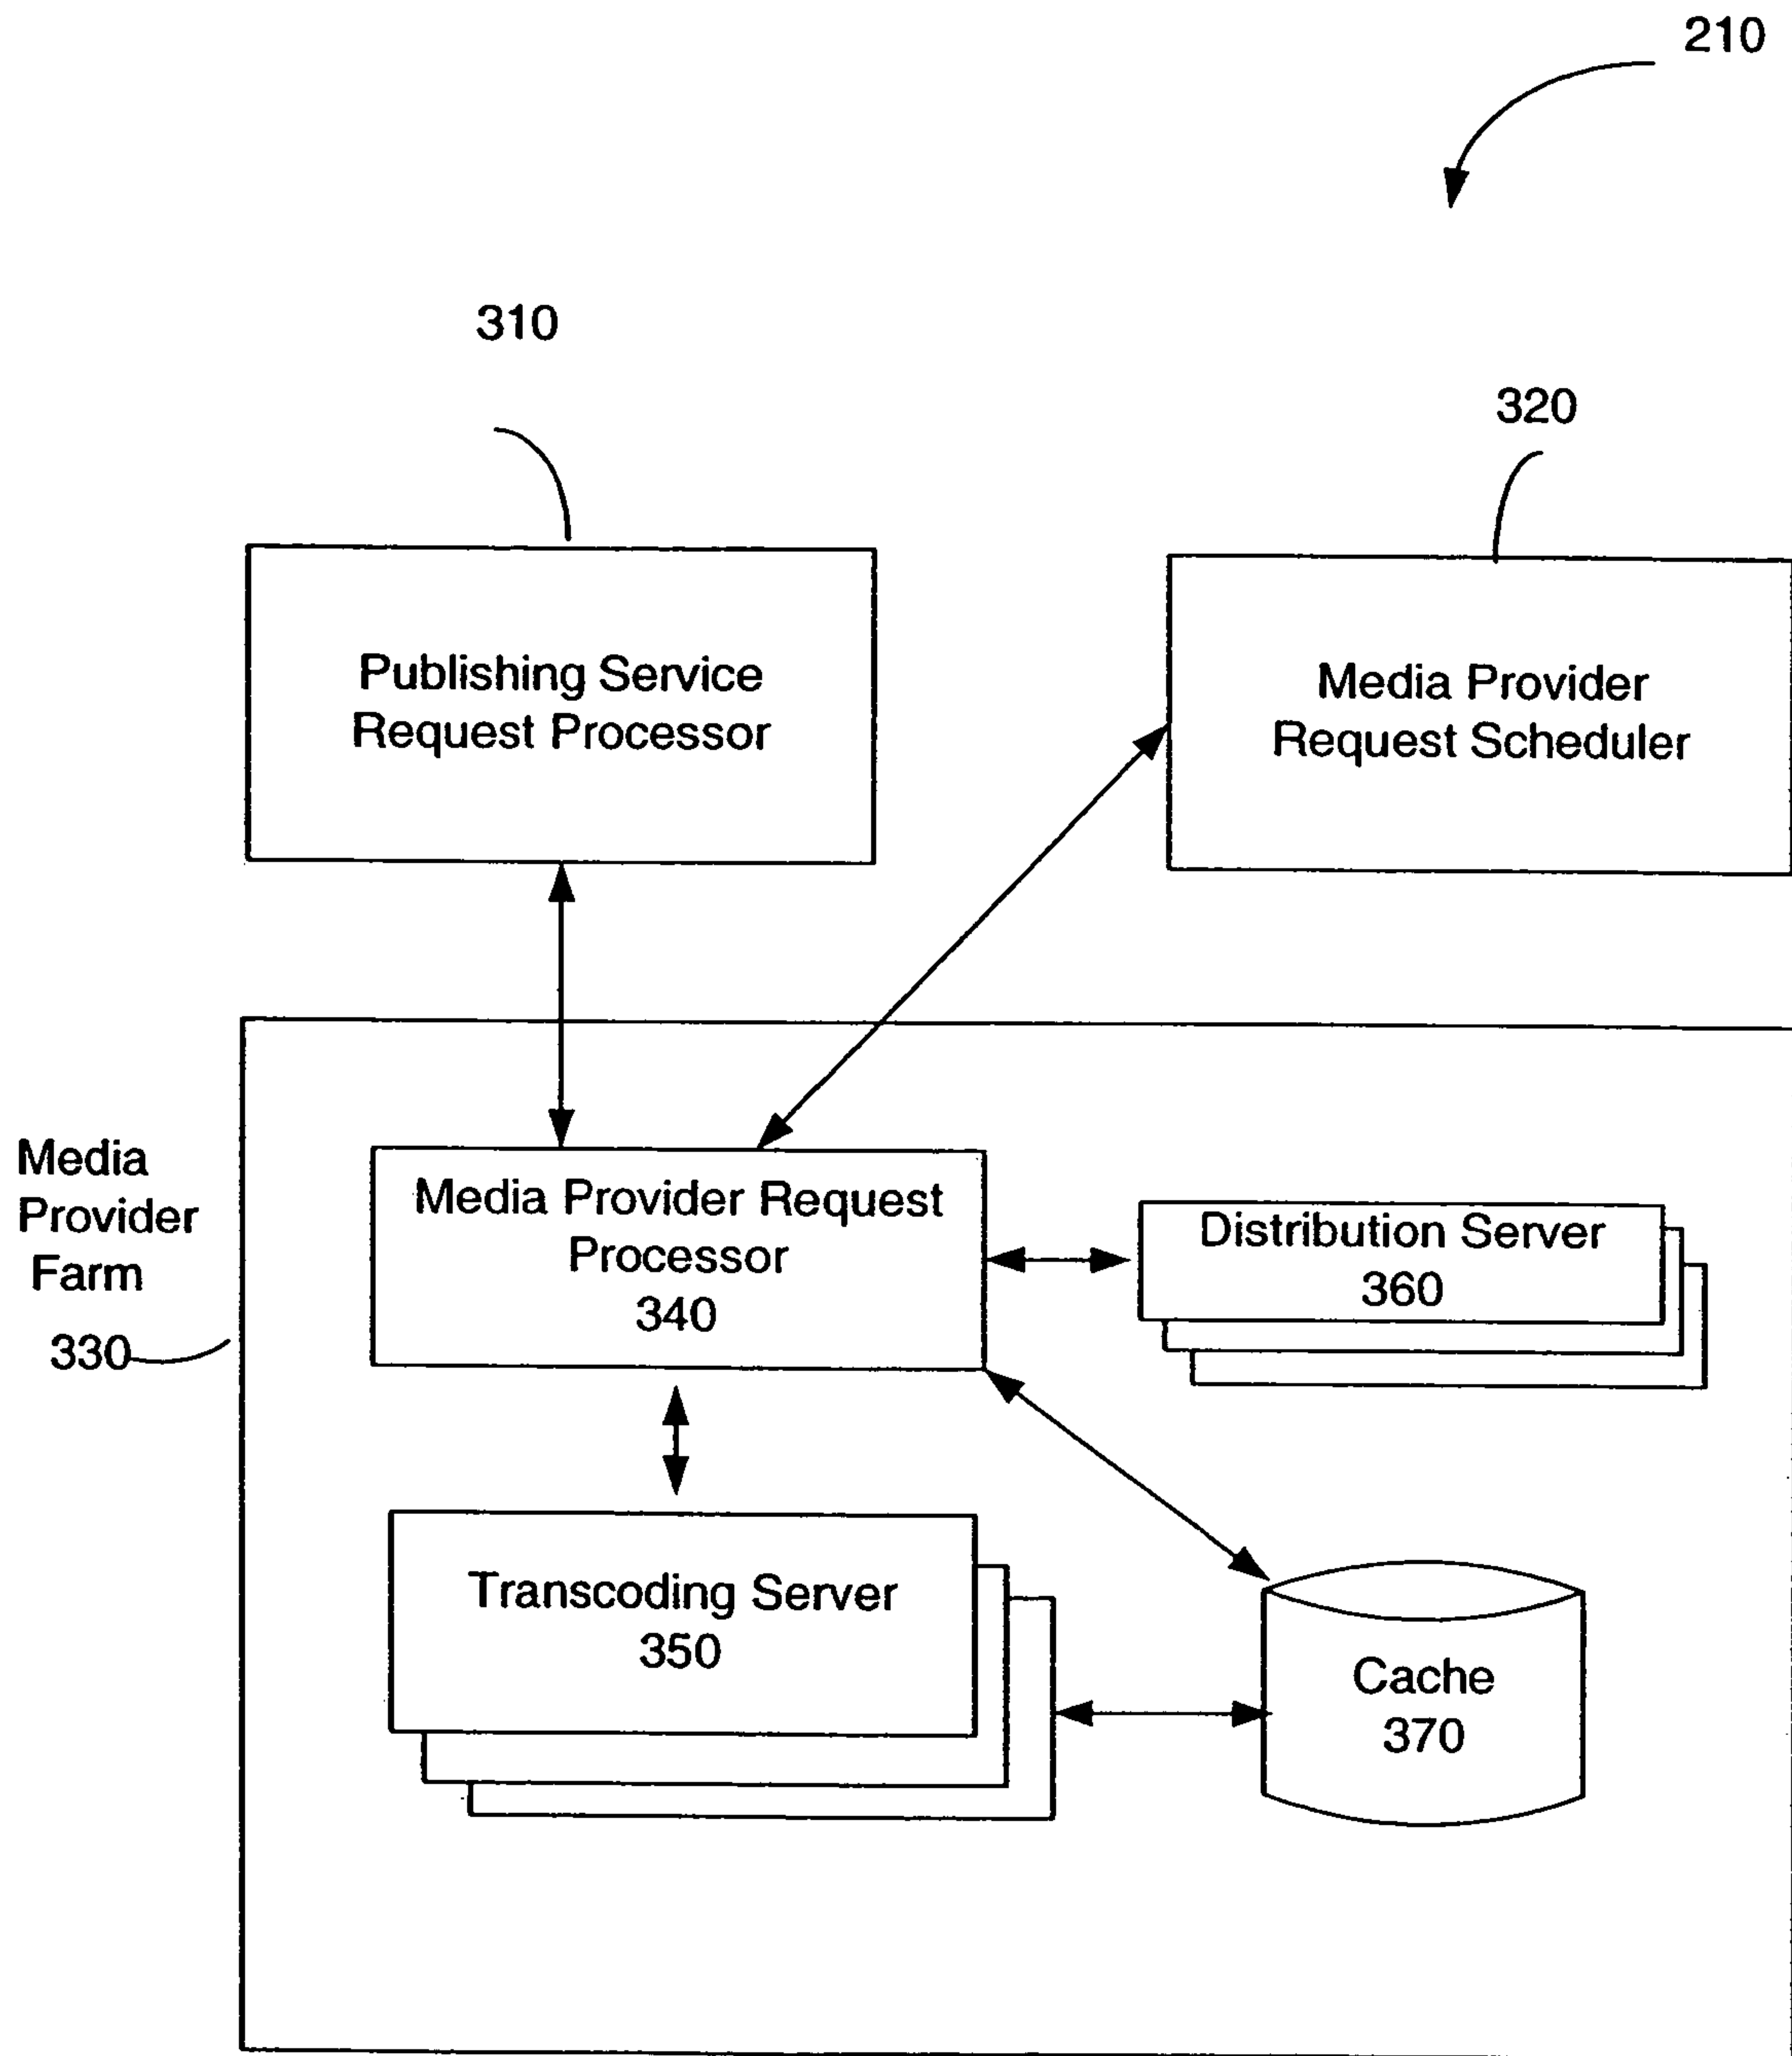 210
310
320
Publishing Service
Request Processor
Media Provider
Request Scheduler
Media
Provider
Farm
330
Media Provider Request
Processor
340
Distribution Server
360
Transcoding Server
350
Cache
370